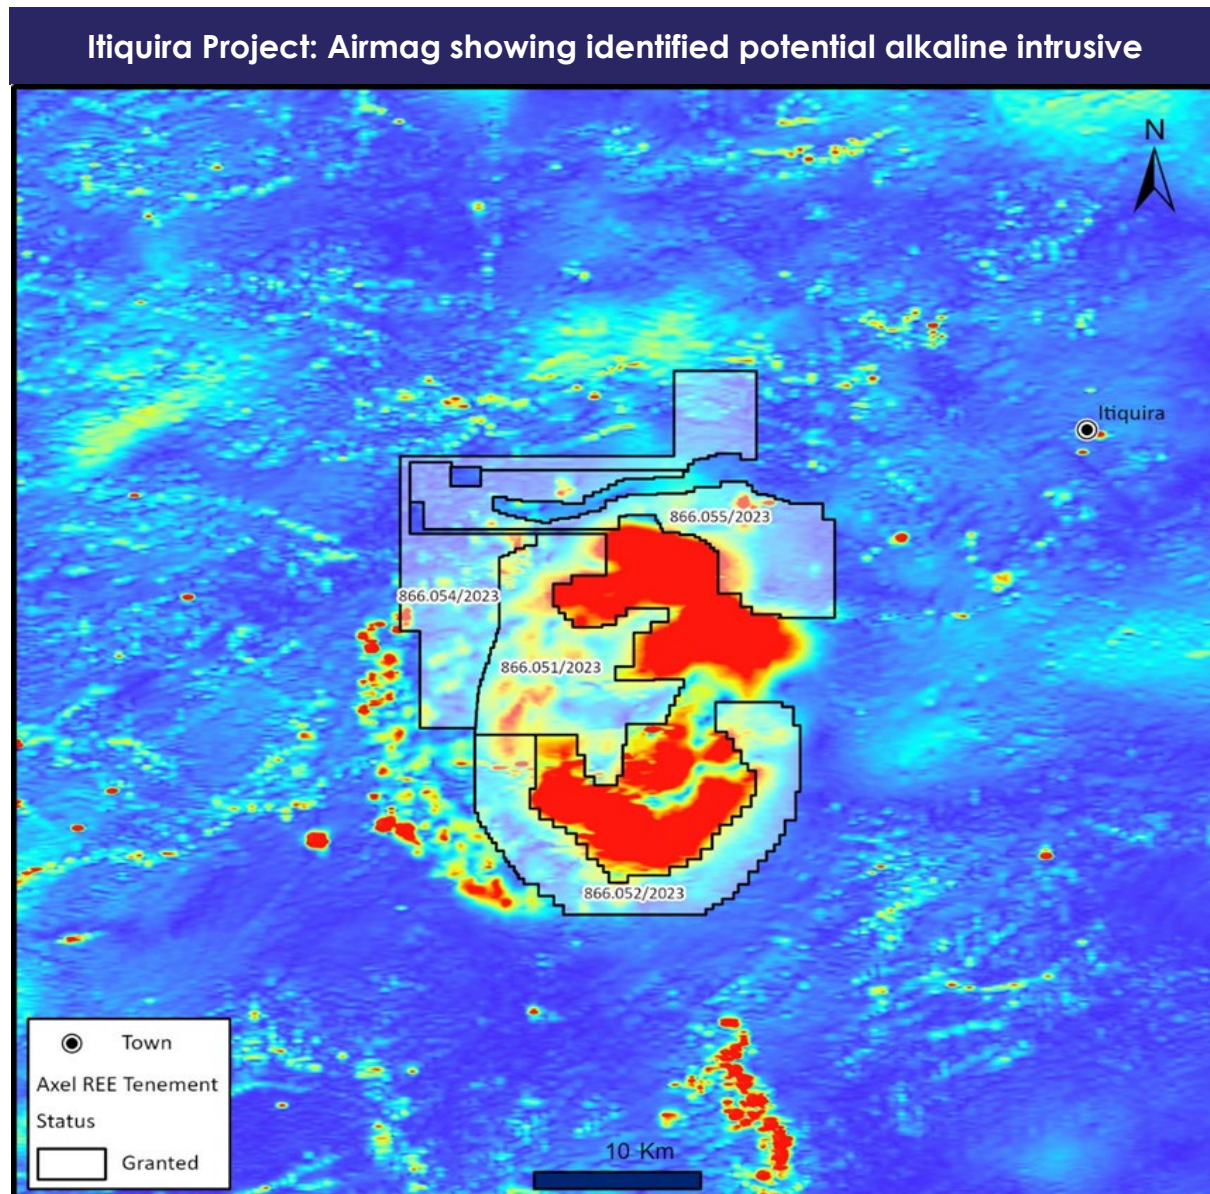 Itiquira Project: Airmag showing identified potential alkaline intrusive
N
Itiquira
866.055/2023
866.054/2023
866.051/2023
866.052/2023
Town
Axel REE Tenement
Status
Granted
10 Km